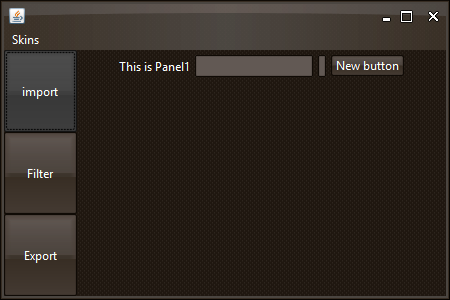 Skins
import
This is Panel1
New button
Filter
Export